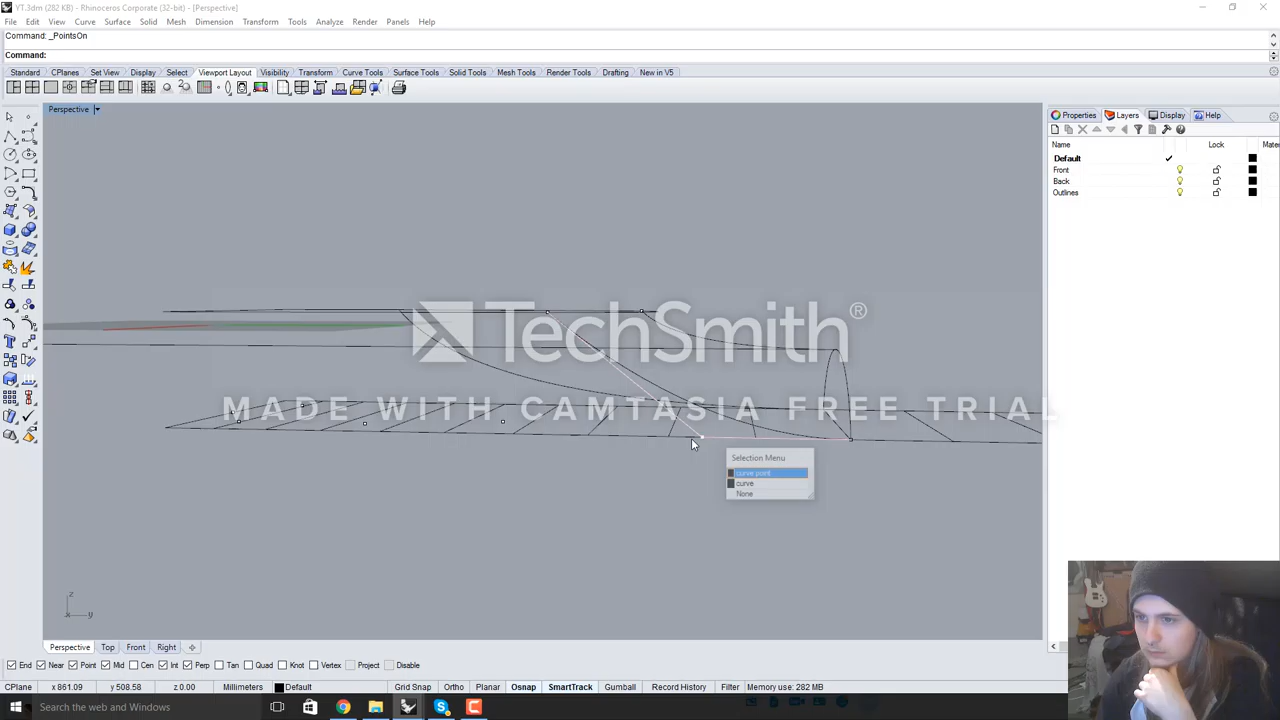 YT.3dm (282 KB) - Rhinoceros Corporate (32-bit) - [Perspective]
File Edit View Curve Surface Solid Mesh Dimension Transform Tools Analyze Render Panels Help
Command: _PointsOn
Command:
Standard CPlanes Set View Display Select Viewport Layout Visibility Transform Curve Tools Surface Tools Solid Tools Mesh Tools Render Tools Drafting New in V5
Perspective
Properties Layers Display Help
Name Lock Mate
Default
Front
Back
Outlines
TechSmith®
MADE WITH CAMTASIA FREE TRIAL
Selection Menu
curve point
curve
None
z
x y
Perspective Top Front Right
End Near Point Mid Cen Int Perp Tan Quad Knot Vertex Project Disable
CPlane x 861.09 y 508.58 z 0.00 Millimeters Default Grid Snap Ortho Planar Osnap SmartTrack Gumball Record History Filter Memory use: 282 MB
Search the web and Windows